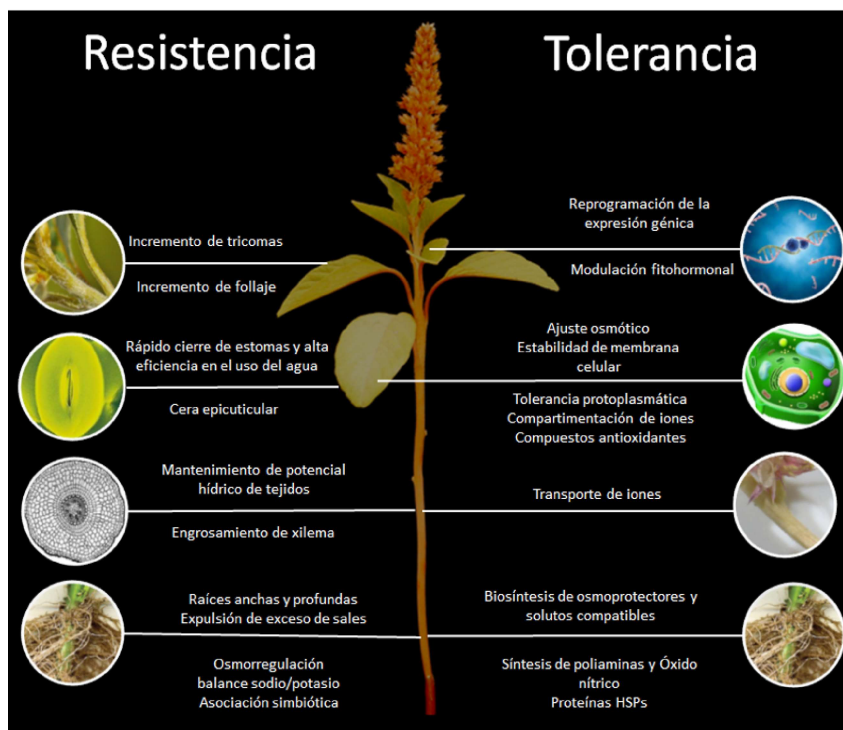 Resistencia
Incremento de tricomas
Incremento de follaje
Rápido cierre de estomas y alta
eficiencia en el uso del agua
Cera epicuticular
Mantenimiento de potencial
hídrico de tejidos
Engrosamiento de xilema
Raíces anchas y profundas
Expulsión de exceso de sales
Osmorregulación
balance sodio/potasio
Asociación simbiótica
Tolerancia
Reprogramación de la
expresión génica
Modulación fitohormonal
Ajuste osmótico
Estabilidad de membrana
celular
Tolerancia protoplasmática
Compartimentación de iones
Compuestos antioxidantes
Transporte de iones
Biosíntesis de osmoprotectores y
solutos compatibles
Síntesis de poliaminas y Óxido
nítrico
Proteínas HSPs